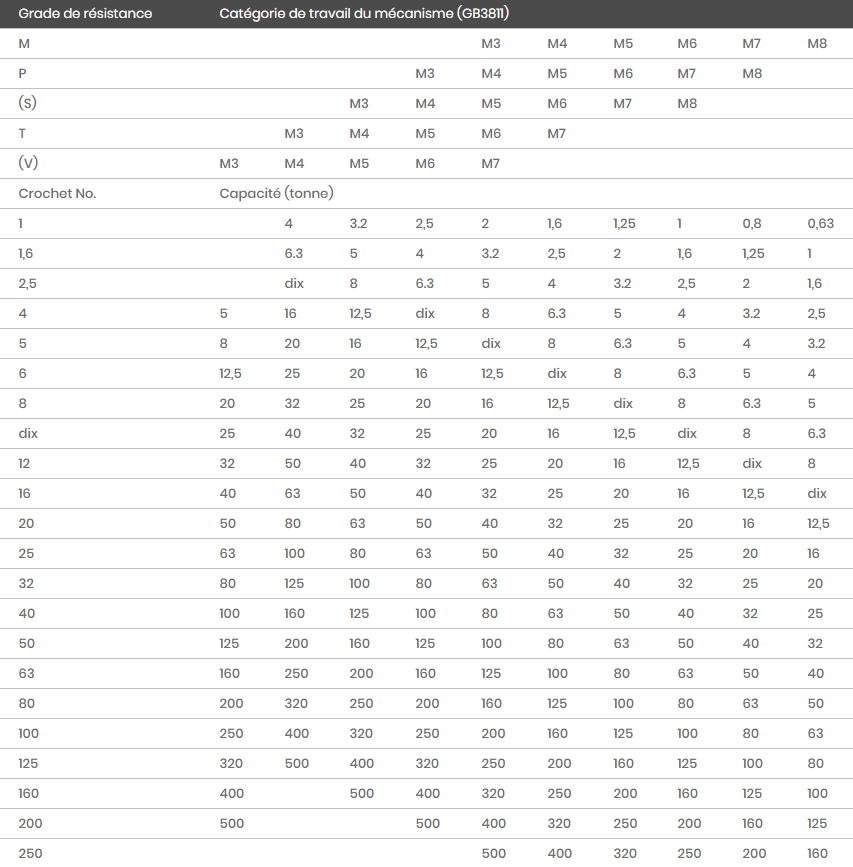 Grade de résistance Catégorie de travail du mécanisme (GB3811)
M M3 M4 M5 M6 M7 M8
P M3 M4 M5 M6 M7 M8
(S) M3 M4 M5 M6 M7 M8
T M3 M4 M5 M6 M7
(V) M3 M4 M5 M6 M7
Crochet No. Capacité (tonne)
1 4 3.2 2,5 2 1,6 1,25 1 0,8 0,63
1,6 6.3 5 4 3.2 2,5 2 1,6 1,25 1
2,5 dix 8 6.3 5 4 3.2 2,5 2 1,6
4 5 16 12,5 dix 8 6.3 5 4 3.2 2,5
5 8 20 16 12,5 dix 8 6.3 5 4 3.2
6 12,5 25 20 16 12,5 dix 8 6.3 5 4
8 20 32 25 20 16 12,5 dix 8 6.3 5
dix 25 40 32 25 20 16 12,5 dix 8 6.3
12 32 50 40 32 25 20 16 12,5 dix 8
16 40 63 50 40 32 25 20 16 12,5 dix
20 50 80 63 50 40 32 25 20 16 12,5
25 63 100 80 63 50 40 32 25 20 16
32 80 125 100 80 63 50 40 32 25 20
40 100 160 125 100 80 63 50 40 32 25
50 125 200 160 125 100 80 63 50 40 32
63 160 250 200 160 125 100 80 63 50 40
80 200 320 250 200 160 125 100 80 63 50
100 250 400 320 250 200 160 125 100 80 63
125 320 500 400 320 250 200 160 125 100 80
160 400 500 400 320 250 200 160 125 100
200 500 500 400 320 250 200 160 125
250 500 400 320 250 200 160